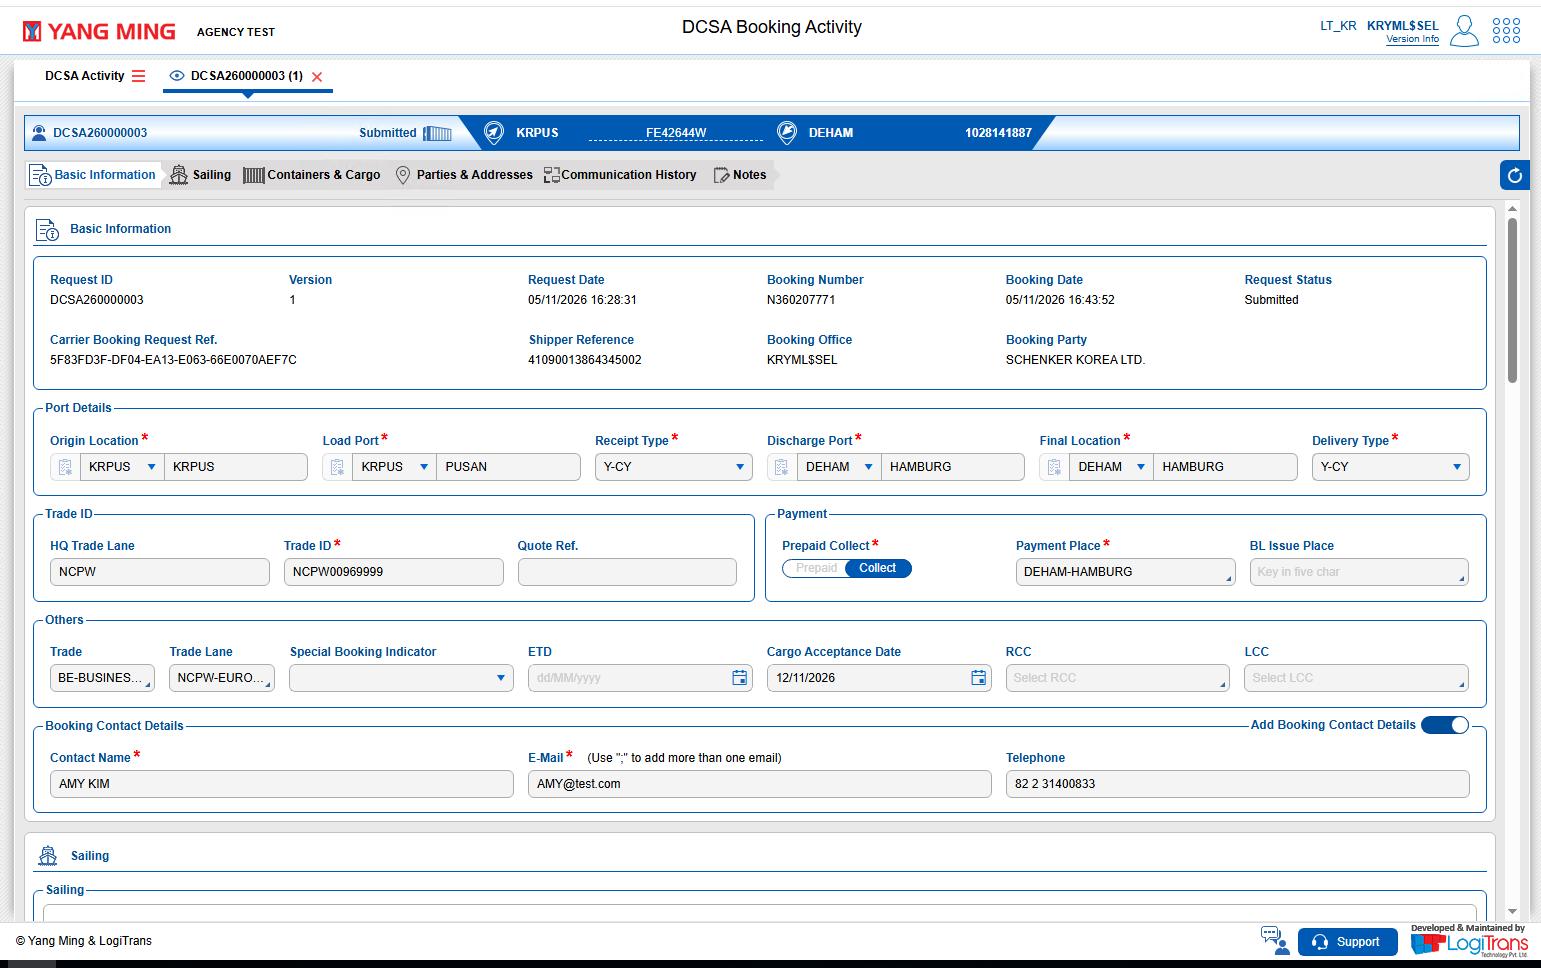 YANG MING AGENCY TEST
DCSA Booking Activity
LT_KR KRYML$SEL
Version Info
DCSA Activity
DCSA260000003 (1)
DCSA260000003 Submitted KRPUS FE42644W DEHAM 1028141887
Basic Information Sailing Containers & Cargo Parties & Addresses Communication History Notes
Basic Information
Request ID Version Request Date Booking Number Booking Date Request Status
DCSA260000003 1 05/11/2026 16:28:31 N360207771 05/11/2026 16:43:52 Submitted
Carrier Booking Request Ref. Shipper Reference Booking Office Booking Party
5F83FD3F-DF04-EA13-E063-66E0070AEF7C 41090013864345002 KRYML$SEL SCHENKER KOREA LTD.
Port Details
Origin Location* Load Port* Receipt Type* Discharge Port* Final Location* Delivery Type*
KRPUS KRPUS KRPUS PUSAN Y-CY DEHAM HAMBURG DEHAM HAMBURG Y-CY
Trade ID Payment
HQ Trade Lane Trade ID* Quote Ref. Prepaid Collect* Payment Place* BL Issue Place
NCPW NCPW00969999 Prepaid Collect DEHAM-HAMBURG Key in five char
Others
Trade Trade Lane Special Booking Indicator ETD Cargo Acceptance Date RCC LCC
BE-BUSINES... NCPW-EURO... dd/MM/yyyy 12/11/2026 Select RCC Select LCC
Booking Contact Details Add Booking Contact Details
Contact Name* E-Mail* (Use ";" to add more than one email) Telephone
AMY KIM AMY@test.com 82 2 31400833
Sailing
Sailing
© Yang Ming & LogiTrans
Support
Developed & Maintained by
LogiTrans
Technology Pvt. Ltd.